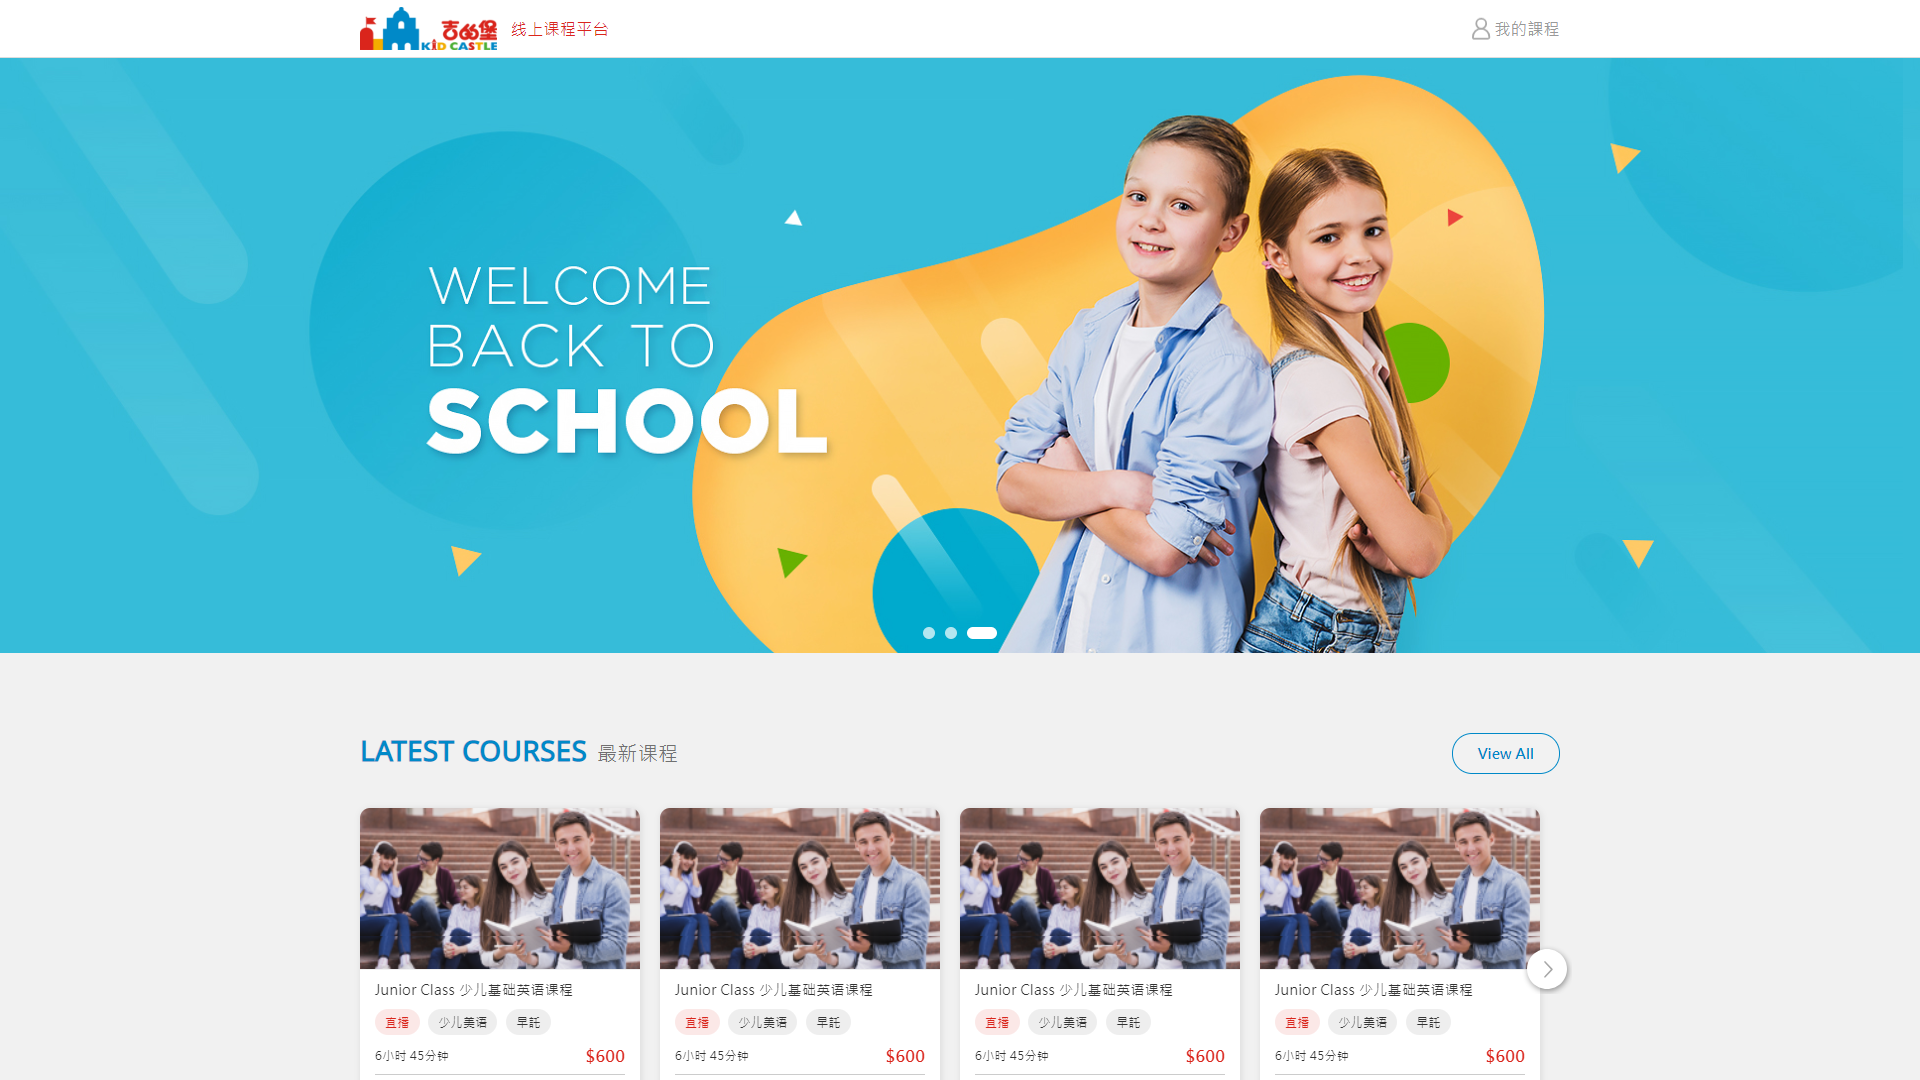 吉的堡
KID CASTLE
线上课程平台
我的課程
WELCOME
BACK TO
SCHOOL
LATEST COURSES 最新课程
View All
Junior Class 少儿基础英语课程
直播 少儿美语 早託
6小时 45分钟 $600
Junior Class 少儿基础英语课程
直播 少儿美语 早託
6小时 45分钟 $600
Junior Class 少儿基础英语课程
直播 少儿美语 早託
6小时 45分钟 $600
Junior Class 少儿基础英语课程
直播 少儿美语 早託
6小时 45分钟 $600